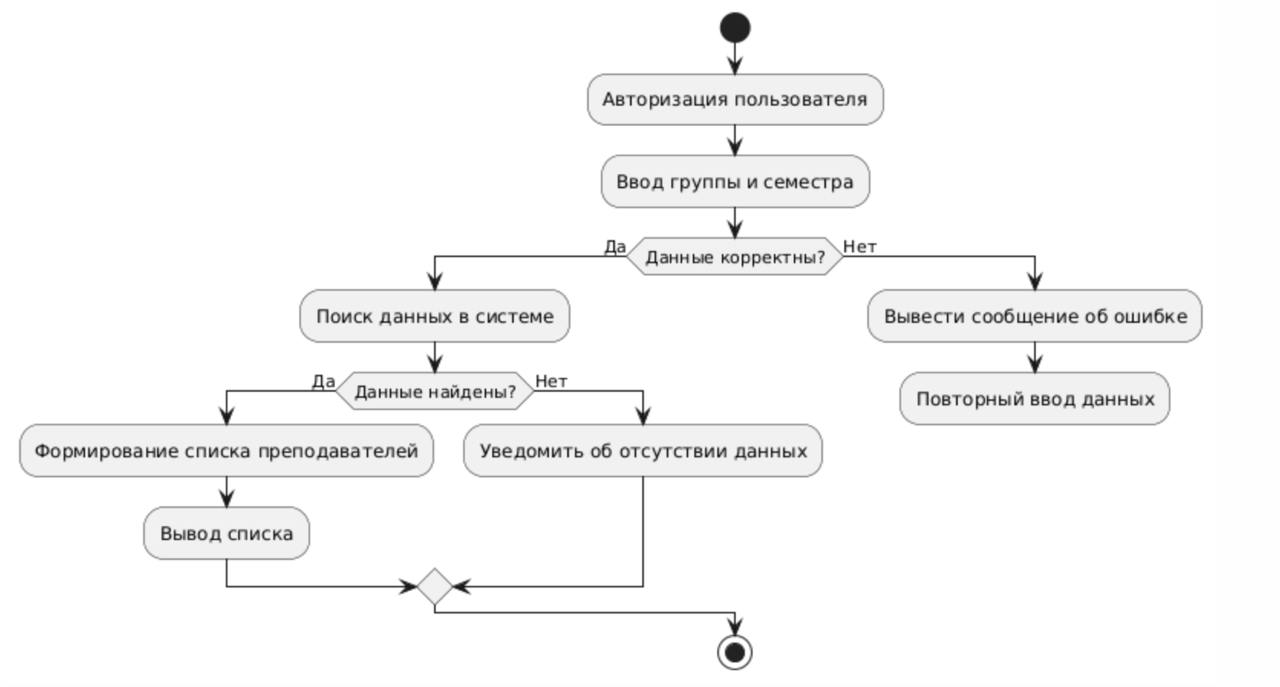 Авторизация пользователя
Ввод группы и семестра
Да
Данные корректны?
Нет
Поиск данных в системе
Вывести сообщение об ошибке
Да
Данные найдены?
Нет
Повторный ввод данных
Формирование списка преподавателей
Уведомить об отсутствии данных
Вывод списка